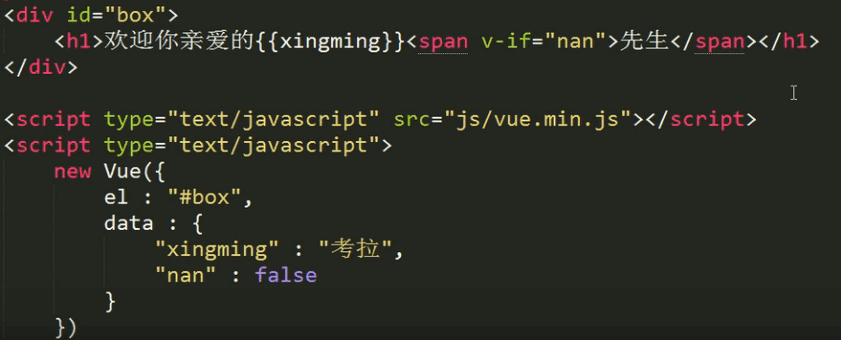 <div id="box">
<h1>欢迎你亲爱的{{xingming}}<span v-if="nan">先生</span></h1>
</div>
<script type="text/javascript" src="js/vue.min.js"></script>
<script type="text/javascript">
new Vue({
el : "#box",
data : {
"xingming" : "考拉",
"nan" : false
}
})